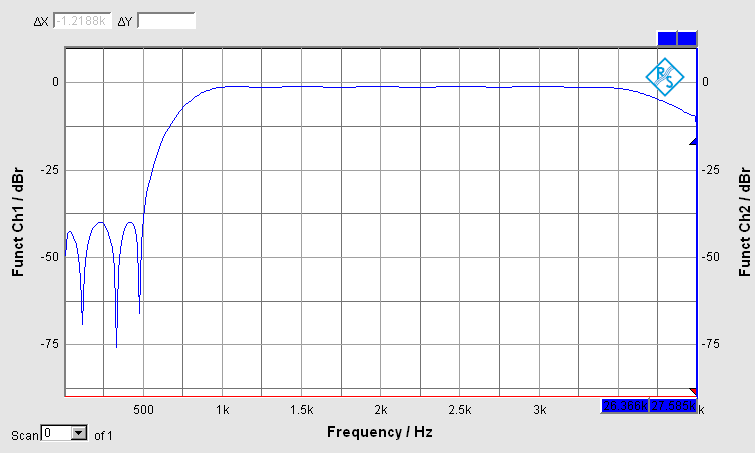 ΔX -1.2188k ΔY
0 0
R S
-25 -25
-50 -50
-75 -75
Funct Ch1 / dBr
Funct Ch2 / dBr
500 1k 1.5k 2k 2.5k 3k k
Frequency / Hz
Scan 0 of 1